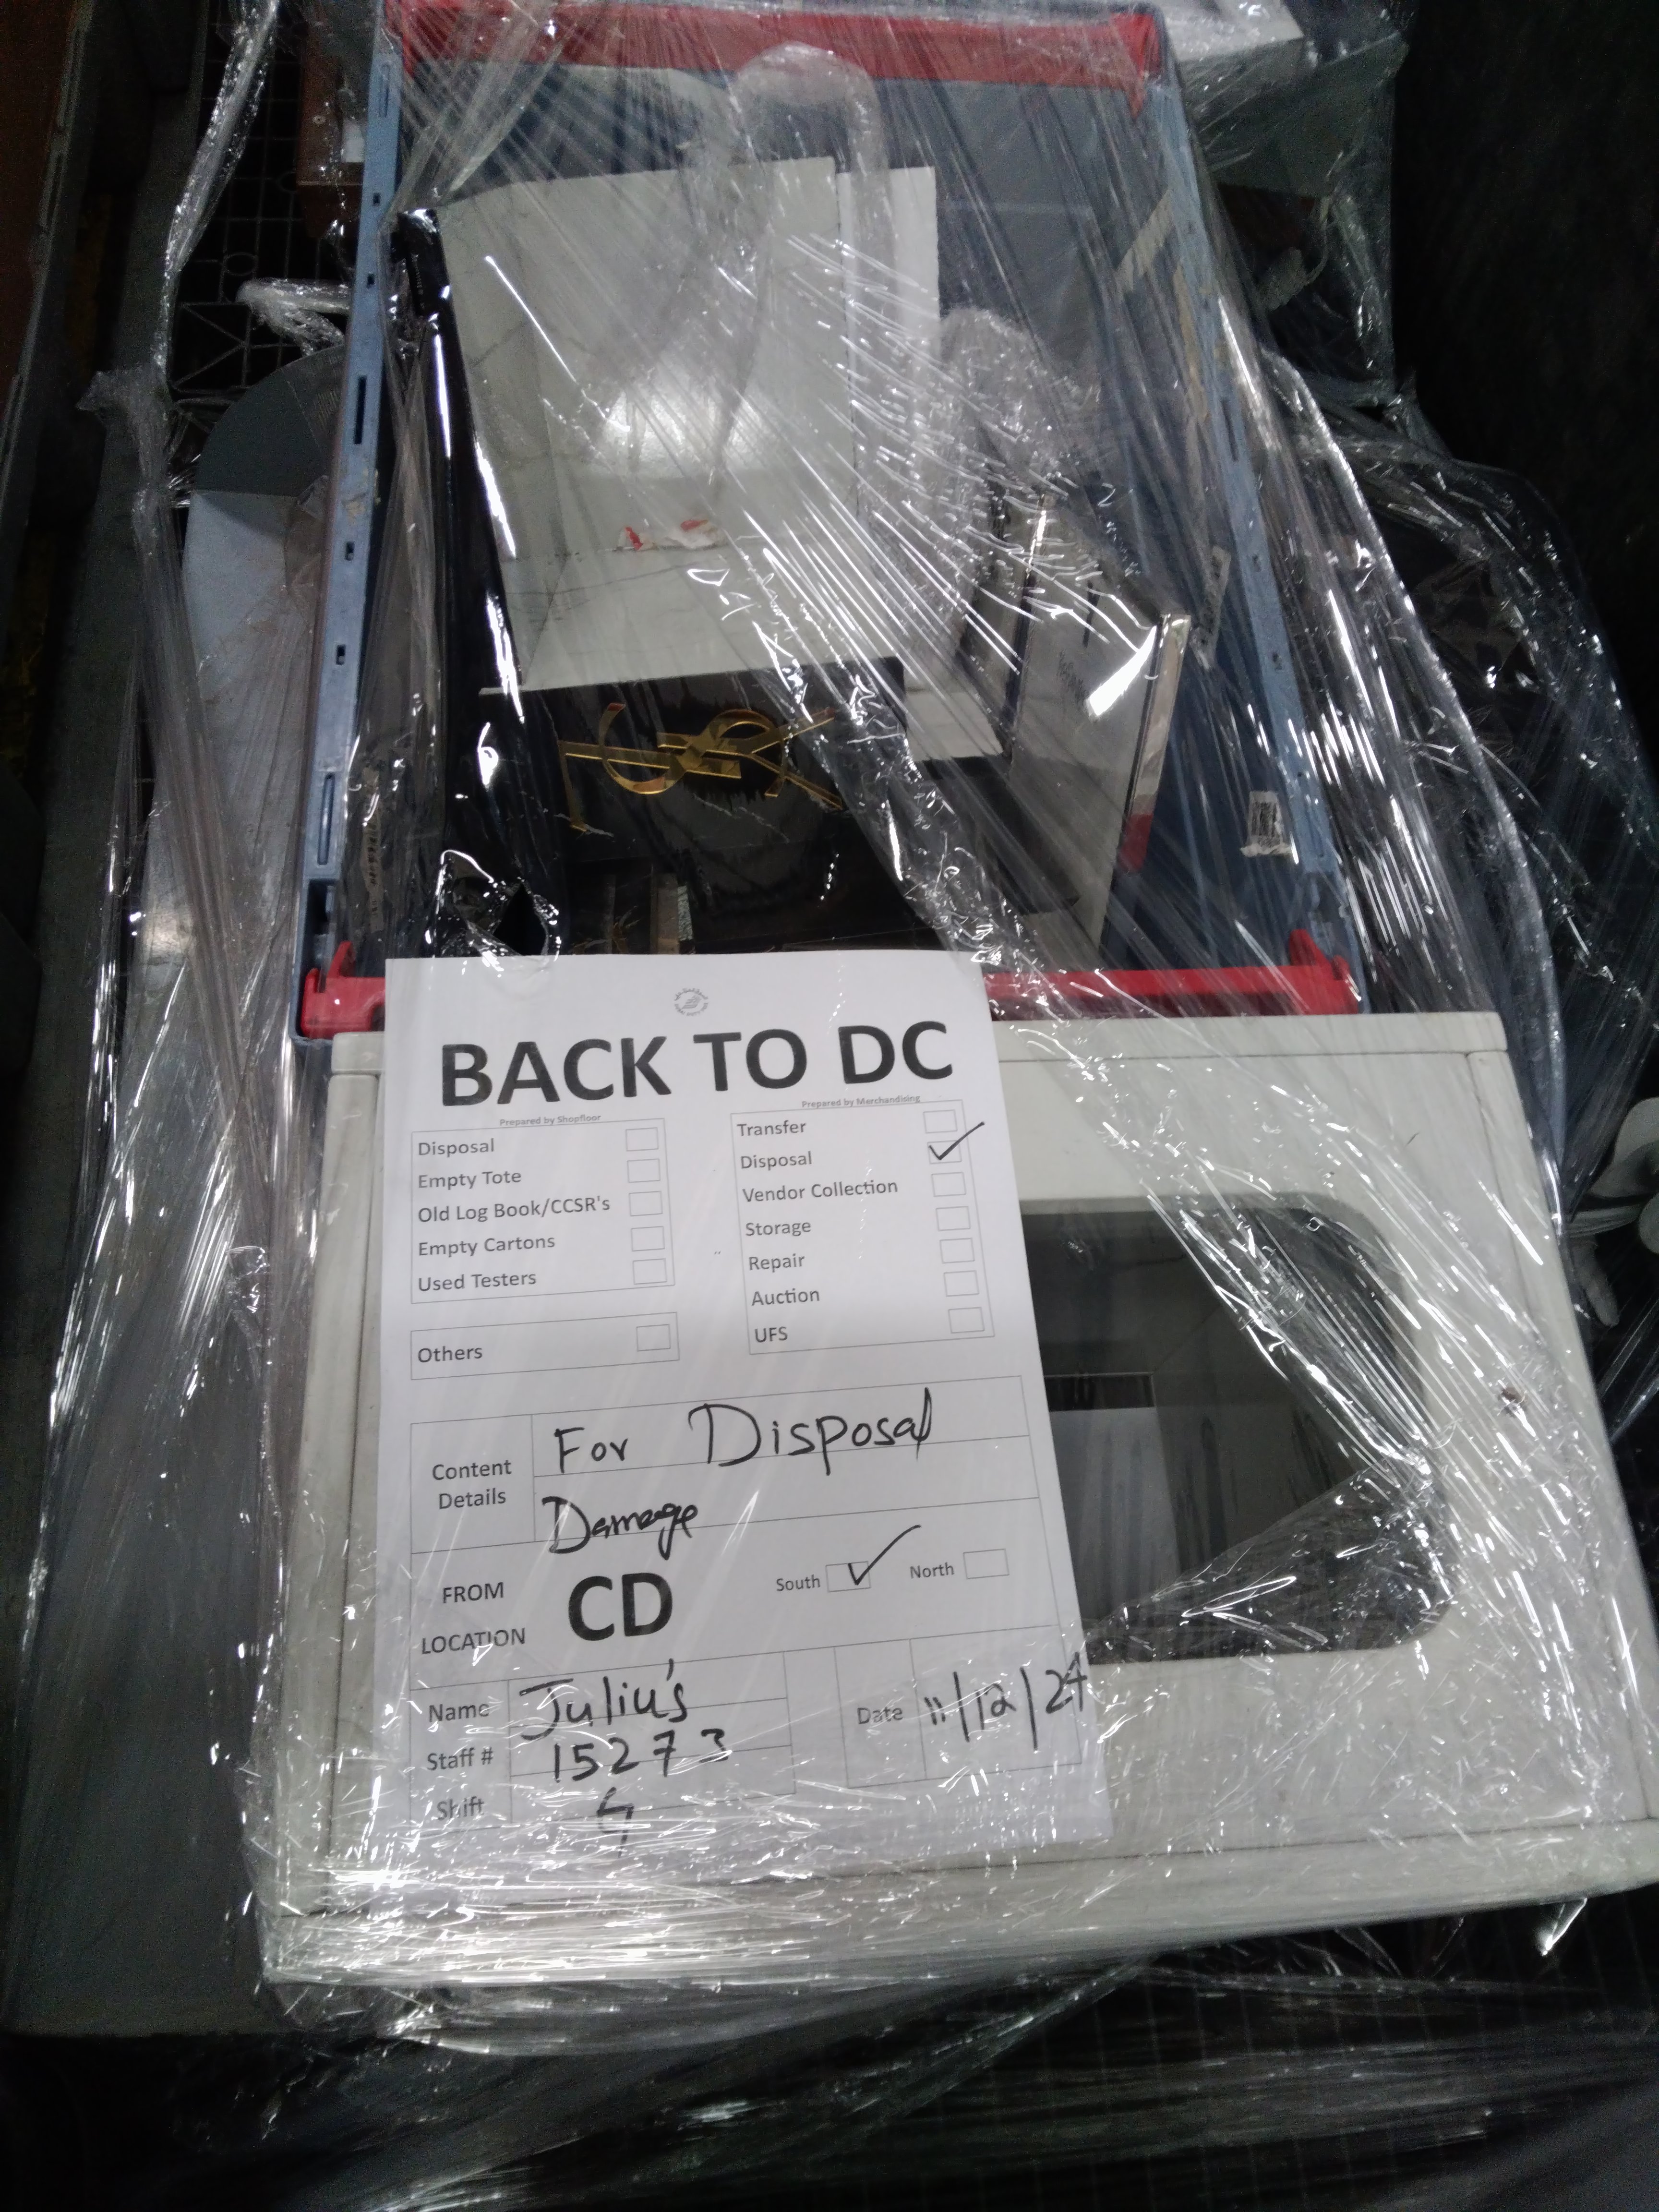 BACK TO DC
Prepared by Shopfloor
Disposal
Empty Tote
Old Log Book/CCSR's
Empty Cartons
Used Testers
Others
Prepared by Merchandising
Transfer
Disposal
Vendor Collection
Storage
Repair
Auction
UFS
Content Details
For Disposal
Damage
FROM LOCATION
CD
South
North
Name
Juliu's
Staff #
15273
Shift
Date
11/12/24